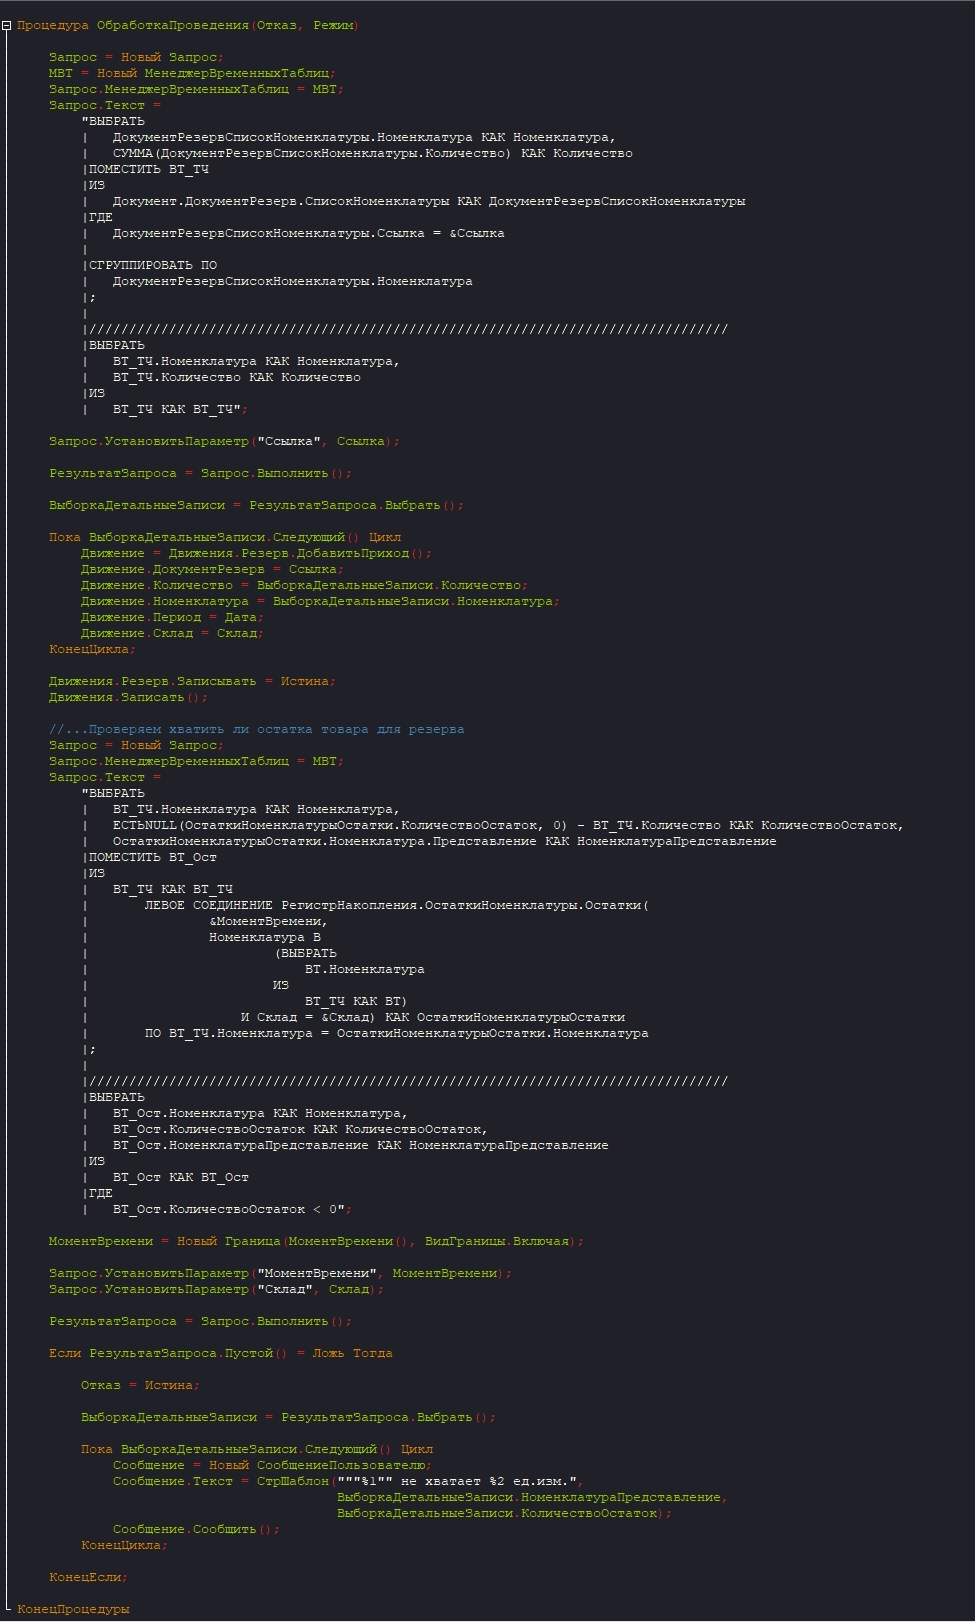 Процедура ОбработкаПроведения(Отказ, Режим)
Запрос = Новый Запрос;
МВТ = Новый МенеджерВременныхТаблиц;
Запрос.МенеджерВременныхТаблиц = МВТ;
Запрос.Текст =
"ВЫБРАТЬ
|	ДокументРезервСписокНоменклатуры.Номенклатура КАК Номенклатура,
|	СУММА(ДокументРезервСписокНоменклатуры.Количество) КАК Количество
|ПОМЕСТИТЬ ВТ_ТЧ
|ИЗ
|	Документ.ДокументРезерв.СписокНоменклатуры КАК ДокументРезервСписокНоменклатуры
|ГДЕ
|	ДокументРезервСписокНоменклатуры.Ссылка = &Ссылка
|
|СГРУППИРОВАТЬ ПО
|	ДокументРезервСписокНоменклатуры.Номенклатура
|;
|
|////////////////////////////////////////////////////////////////////////////////
|ВЫБРАТЬ
|	ВТ_ТЧ.Номенклатура КАК Номенклатура,
|	ВТ_ТЧ.Количество КАК Количество
|ИЗ
|	ВТ_ТЧ КАК ВТ_ТЧ";
Запрос.УстановитьПараметр("Ссылка", Ссылка);
РезультатЗапроса = Запрос.Выполнить();
ВыборкаДетальныеЗаписи = РезультатЗапроса.Выбрать();
Пока ВыборкаДетальныеЗаписи.Следующий() Цикл
Движение = Движения.Резерв.ДобавитьПриход();
Движение.ДокументРезерв = Ссылка;
Движение.Количество = ВыборкаДетальныеЗаписи.Количество;
Движение.Номенклатура = ВыборкаДетальныеЗаписи.Номенклатура;
Движение.Период = Дата;
Движение.Склад = Склад;
КонецЦикла;
Движения.Резерв.Записывать = Истина;
Движения.Записать();
//...Проверяем хватить ли остатка товара для резерва
Запрос = Новый Запрос;
Запрос.МенеджерВременныхТаблиц = МВТ;
Запрос.Текст =
"ВЫБРАТЬ
|	ВТ_ТЧ.Номенклатура КАК Номенклатура,
|	ЕСТЬNULL(ОстаткиНоменклатурыОстатки.КоличествоОстаток, 0) - ВТ_ТЧ.Количество КАК КоличествоОстаток,
|	ОстаткиНоменклатурыОстатки.Номенклатура.Представление КАК НоменклатураПредставление
|ПОМЕСТИТЬ ВТ_Ост
|ИЗ
|	ВТ_ТЧ КАК ВТ_ТЧ
|		ЛЕВОЕ СОЕДИНЕНИЕ РегистрНакопления.ОстаткиНоменклатуры.Остатки(
|				&МоментВремени,
|				Номенклатура В
|						(ВЫБРАТЬ
|							ВТ.Номенклатура
|						ИЗ
|							ВТ_ТЧ КАК ВТ)
|					И Склад = &Склад) КАК ОстаткиНоменклатурыОстатки
|		ПО ВТ_ТЧ.Номенклатура = ОстаткиНоменклатурыОстатки.Номенклатура
|;
|
|////////////////////////////////////////////////////////////////////////////////
|ВЫБРАТЬ
|	ВТ_Ост.Номенклатура КАК Номенклатура,
|	ВТ_Ост.КоличествоОстаток КАК КоличествоОстаток,
|	ВТ_Ост.НоменклатураПредставление КАК НоменклатураПредставление
|ИЗ
|	ВТ_Ост КАК ВТ_Ост
|ГДЕ
|	ВТ_Ост.КоличествоОстаток < 0";
МоментВремени = Новый Граница(МоментВремени(), ВидГраницы.Включая);
Запрос.УстановитьПараметр("МоментВремени", МоментВремени);
Запрос.УстановитьПараметр("Склад", Склад);
РезультатЗапроса = Запрос.Выполнить();
Если РезультатЗапроса.Пустой() = Ложь Тогда
Отказ = Истина;
ВыборкаДетальныеЗаписи = РезультатЗапроса.Выбрать();
Пока ВыборкаДетальныеЗаписи.Следующий() Цикл
Сообщение = Новый СообщениеПользователю;
Сообщение.Текст = СтрШаблон("""%1"" не хватает %2 ед.изм.",
ВыборкаДетальныеЗаписи.НоменклатураПредставление,
ВыборкаДетальныеЗаписи.КоличествоОстаток);
Сообщение.Сообщить();
КонецЦикла;
КонецЕсли;
КонецПроцедуры